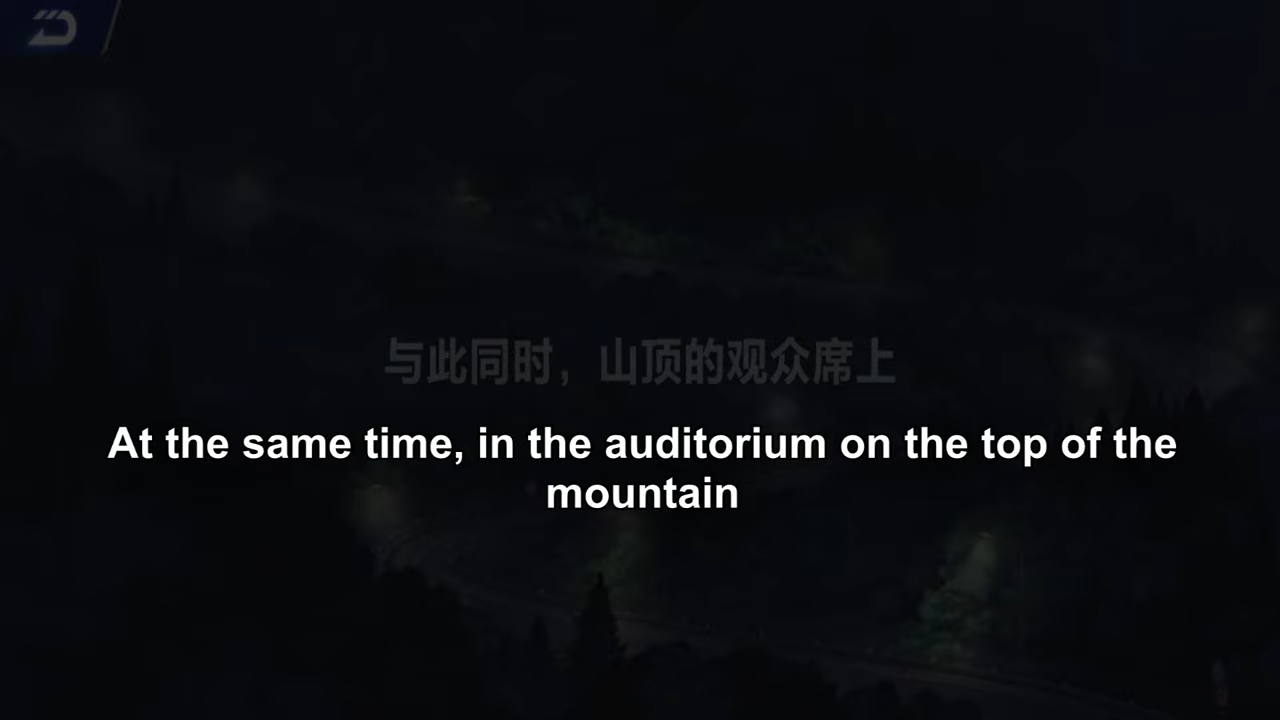 与此同时，山顶的观众席上
At the same time, in the auditorium on the top of the
mountain